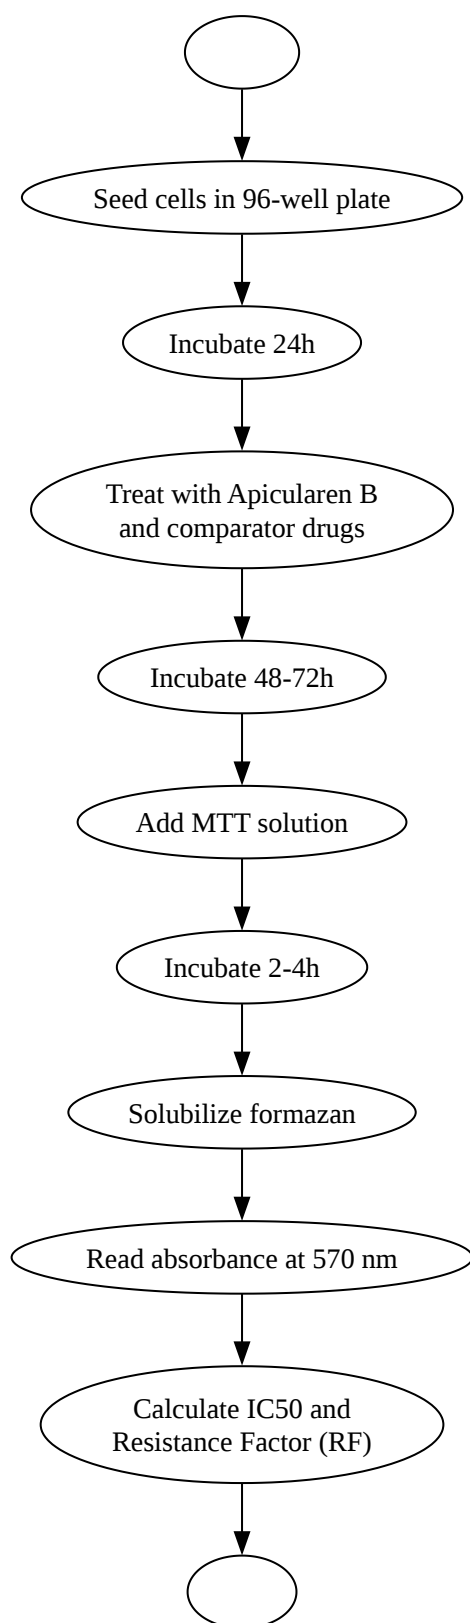 Seed cells in 96-well plate
Incubate 24h
Treat with Apicularen B
and comparator drugs
Incubate 48-72h
Add MTT solution
Incubate 2-4h
Solubilize formazan
Read absorbance at 570 nm
Calculate IC50 and
Resistance Factor (RF)